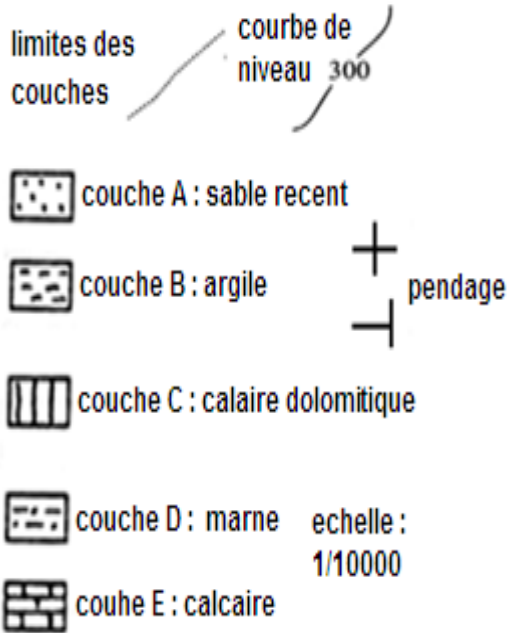 limites des
couches
courbe de
niveau 300
couche A : sable recent
couche B : argile
pendage
couche C : calaire dolomitique
couche D : marne
echelle :
1/10000
couhe E : calcaire